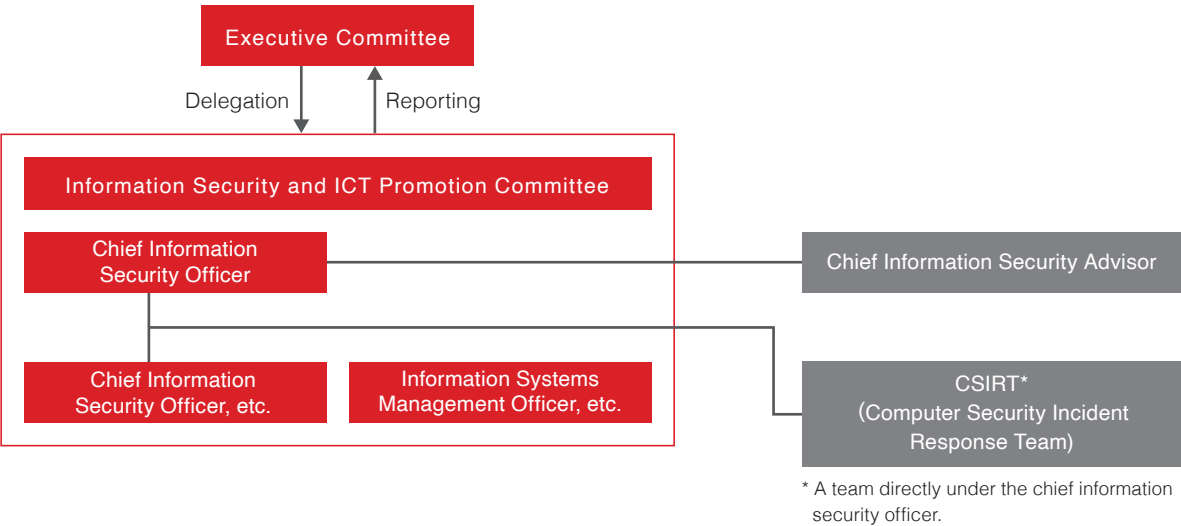 Executive Committee
Delegation
Reporting
Information Security and ICT Promotion Committee
Chief Information
Security Officer
Chief Information Security Advisor
Chief Information
Security Officer, etc.
Information Systems
Management Officer, etc.
CSIRT*
(Computer Security Incident
Response Team)
* A team directly under the chief information
security officer.